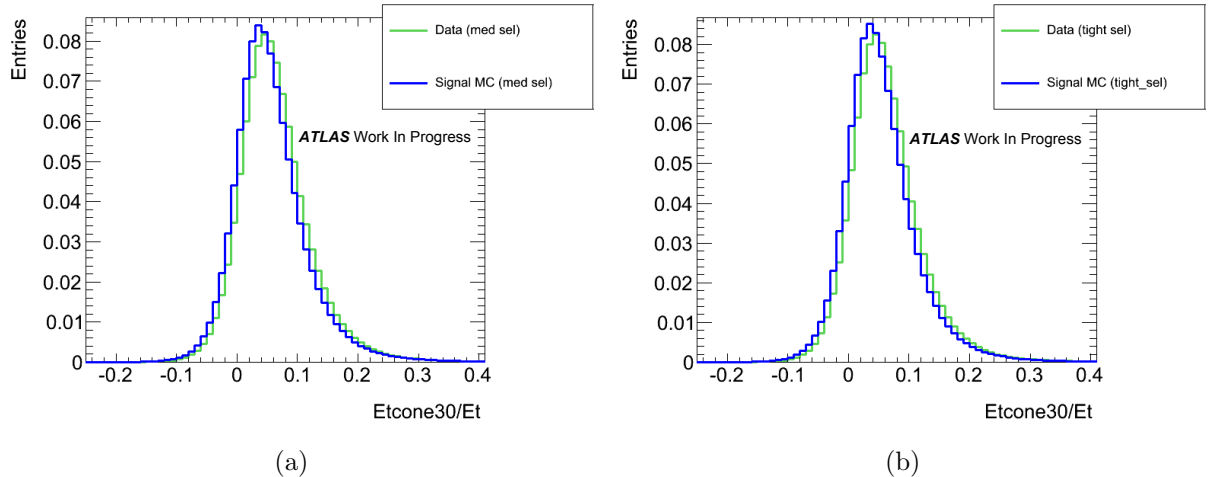 Entries
0.08
0.07
0.06
0.05
0.04
0.03
0.02
0.01
0
-0.2 -0.1 0 0.1 0.2 0.3 0.4
Etcone30/Et
Data (med sel)
Signal MC (med sel)
ATLAS Work In Progress
(a)
Entries
0.08
0.07
0.06
0.05
0.04
0.03
0.02
0.01
0
-0.2 -0.1 0 0.1 0.2 0.3 0.4
Etcone30/Et
Data (tight sel)
Signal MC (tight_sel)
ATLAS Work In Progress
(b)